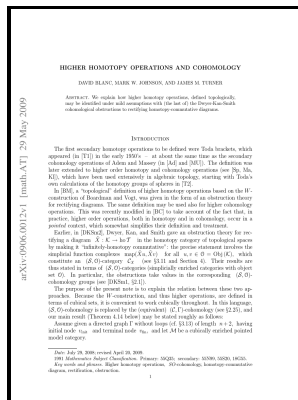 HIGHER HOMOTOPY OPERATIONS AND COHOMOLOGY
DAVID BLANC, MARK W. JOHNSON, AND JAMES M. TURNER
ABSTRACT. We explain how higher homotopy operations, defined topologically,
may be identified under mild assumptions with (the last of) the Dwyer-Kan-Smith
cohomological obstructions to rectifying homotopy-commutative diagrams.
INTRODUCTION
The first secondary homotopy operations to be defined were Toda brackets, which
appeared (in [T1]) in the early 1950's — at about the same time as the secondary
cohomology operations of Adem and Massey (in [Ad] and [MU]). The definition was
later extended to higher order homotopy and cohomology operations (see [Sp, Ma,
Kl]), which have been used extensively in algebraic topology, starting with Toda's
own calculations of the homotopy groups of spheres in [T2].
In [BM], a "topological" definition of higher homotopy operations based on the W-
construction of Boardman and Vogt, was given in the form of an obstruction theory
for rectifying diagrams. The same definition may be used also for higher cohomology
operations. This was recently modified in [BC] to take account of the fact that, in
practice, higher order operations, both in homotopy and in cohomology, occur in a
pointed context, which somewhat simplifies their definition and treatment.
Earlier, in [DKSm2], Dwyer, Kan, and Smith gave an obstruction theory for rec-
tifying a diagram X̃ : K → ho T in the homotopy category of topological spaces
by making it "infinitely-homotopy commutative": the precise statement involves the
simplicial function complexes map(X̃u, X̃v) for all u, v ∈ O = Obj(K), which
constitute an (S, O)-category C_X (see §3.11 and Section 4). Their results are
thus stated in terms of (S, O)-categories (simplicially enriched categories with object
set O). In particular, the obstructions take values in the corresponding (S, O)-
cohomology groups (see [DKSm1, §2.1]).
The purpose of the present note is to explain the relation between these two ap-
proaches. Because the W-construction, and thus higher operations, are defined in
terms of cubical sets, it is convenient to work cubically throughout. In this language,
(S, O)-cohomology is replaced by the (equivalent) (C, Γ)-cohomology (see §2.25), and
our main result (Theorem 4.14 below) may be stated roughly as follows:
Assume given a directed graph Γ without loops (cf. §3.13) of length n + 2, having
initial node v_init and terminal node v_fin, and let M be a cubically enriched pointed
model category.
Date: July 28, 2008; revised April 20, 2009.
1991 Mathematics Subject Classification. Primary: 55Q35; secondary: 55N99, 55S20, 18G55.
Key words and phrases. Higher homotopy operations, SO-cohomology, homotopy-commutative
diagram, rectification, obstruction.
1
arXiv:0906.0012v1 [math.AT] 29 May 2009